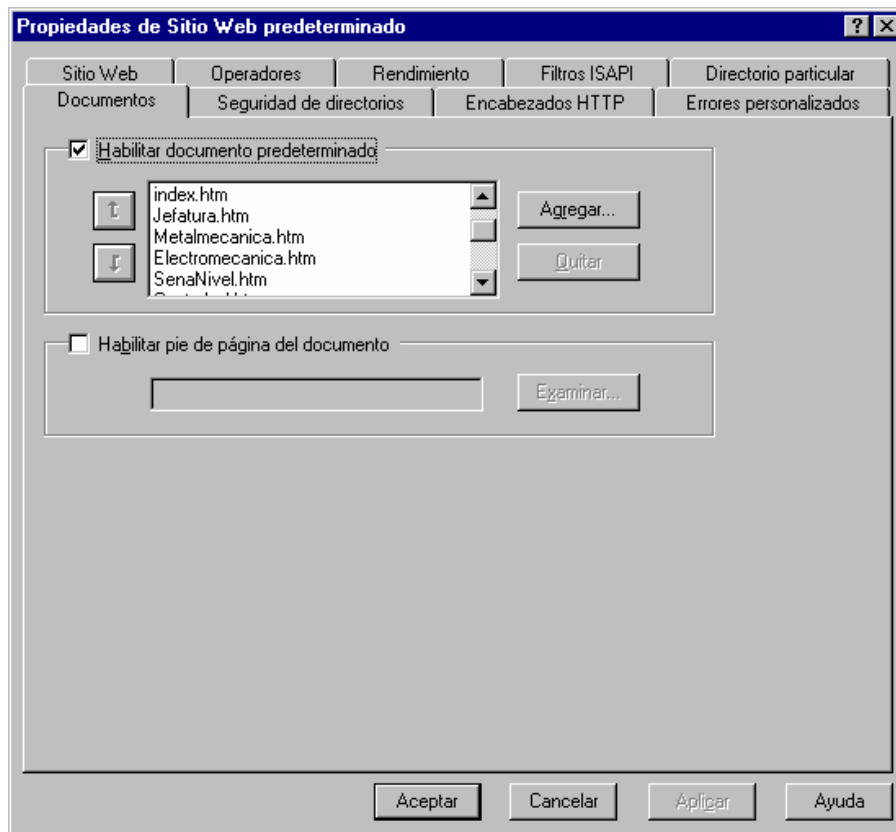 Propiedades de Sitio Web predeterminado
Sitio Web Operadores Rendimiento Filtros ISAPI Directorio particular
Documentos Seguridad de directorios Encabezados HTTP Errores personalizados
Habilitar documento predeterminado
index.htm
Jefatura.htm
Metalmecanica.htm
Electromecanica.htm
SenaNivel.htm
Agregar...
Quitar
Habilitar pie de página del documento
Examinar...
Aceptar Cancelar Aplicar Ayuda